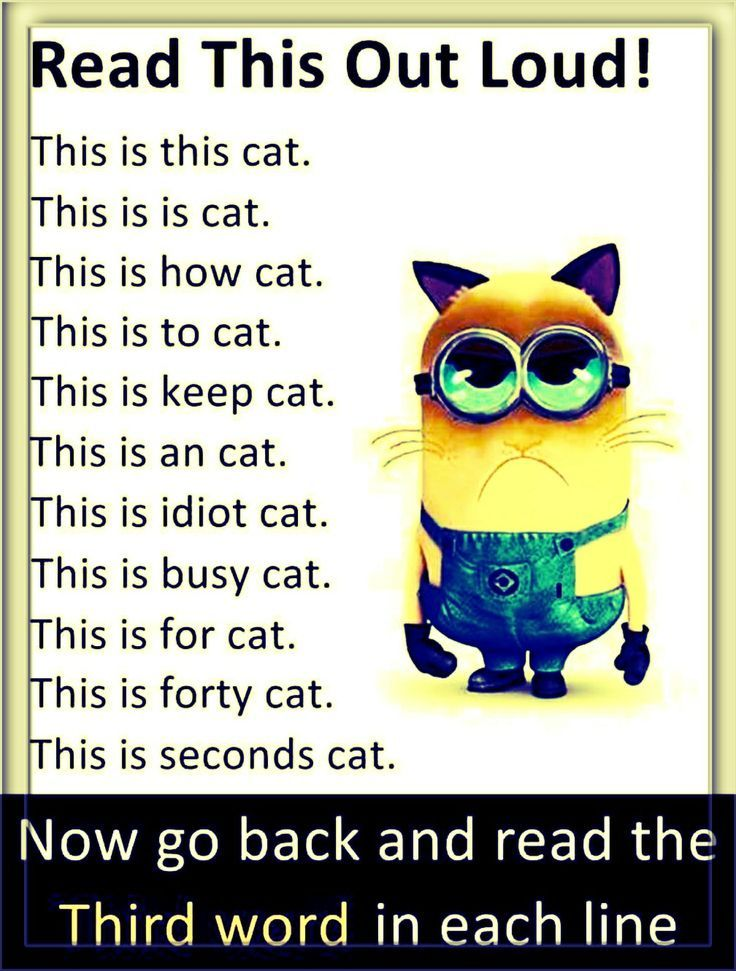 Read This Out Loud!
This is this cat.
This is is cat.
This is how cat.
This is to cat.
This is keep cat.
This is an cat.
This is idiot cat.
This is busy cat.
This is for cat.
This is forty cat.
This is seconds cat.
Now go back and read the
Third word in each line